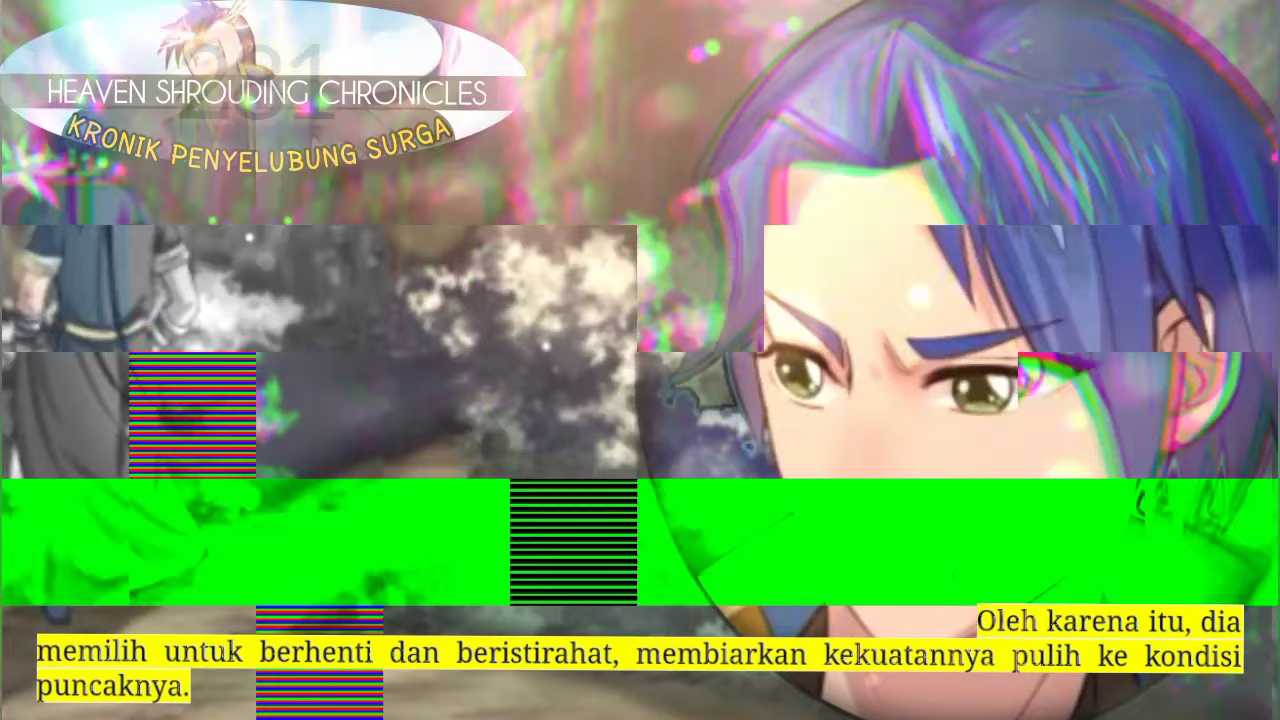 231
HEAVEN SHROUDING CHRONICLES
KRONIK PENYELUBUNG SURGA
Oleh karena itu, dia
memilih untuk berhenti dan beristirahat, membiarkan kekuatannya pulih ke kondisi
puncaknya.